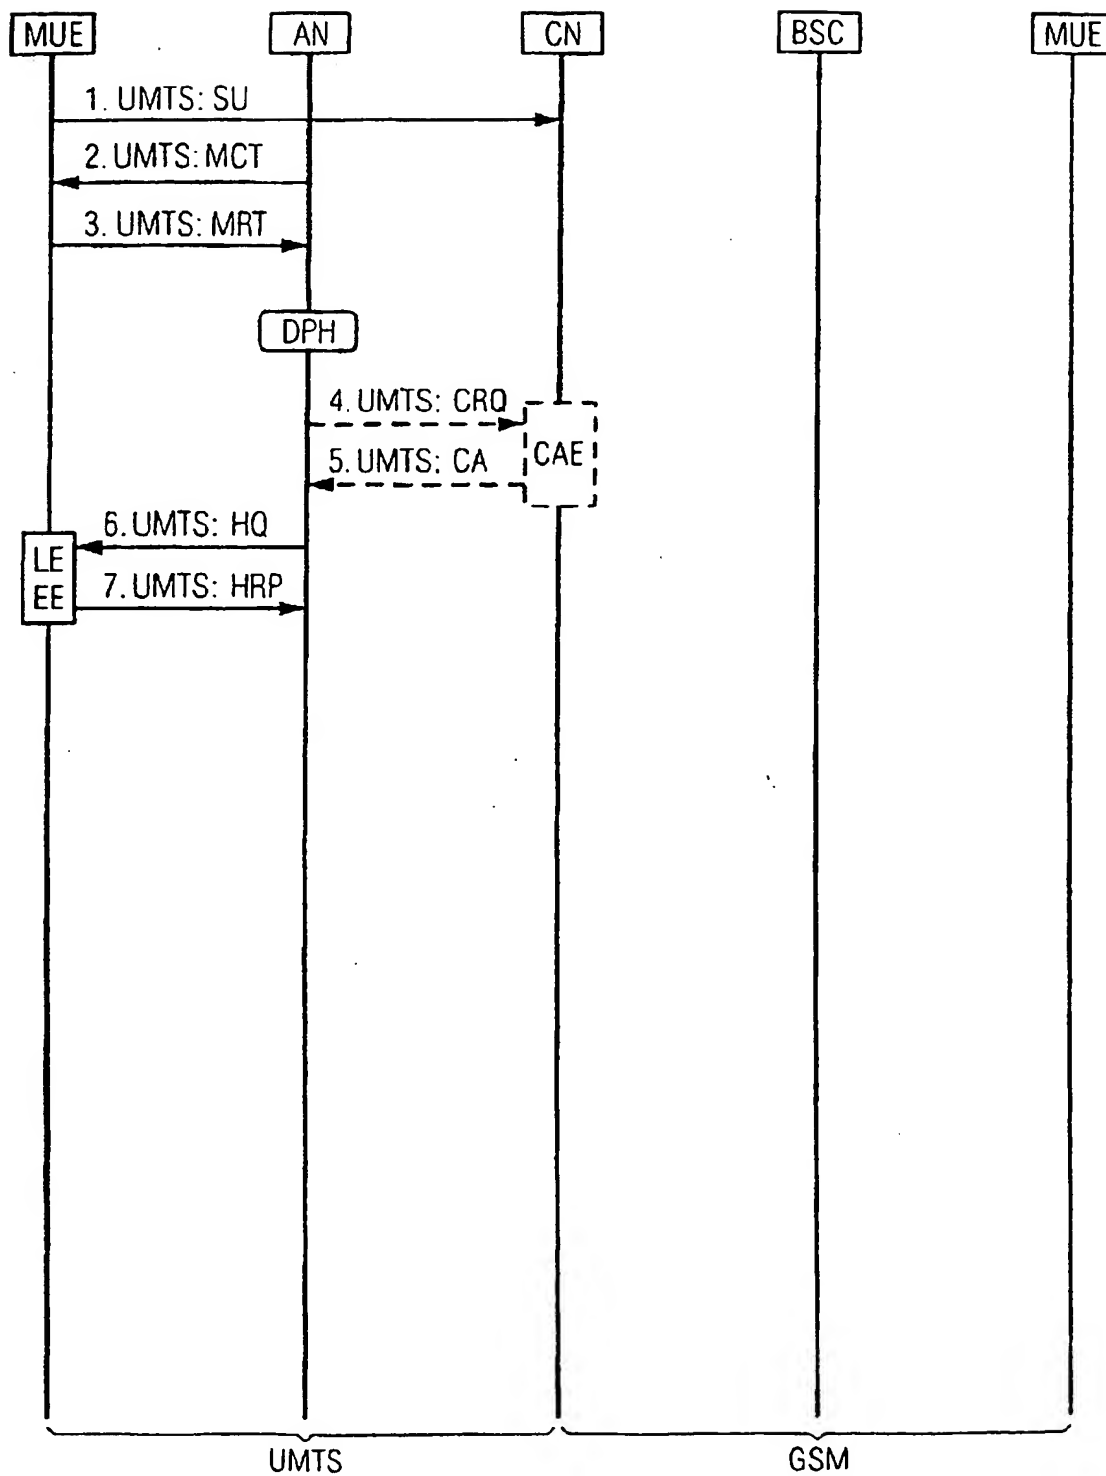 MUE AN CN BSC MUE
1. UMTS: SU
2. UMTS: MCT
3. UMTS: MRT
DPH
4. UMTS: CRQ
CAE
5. UMTS: CA
6. UMTS: HQ
LE
EE
7. UMTS: HRP
UMTS GSM